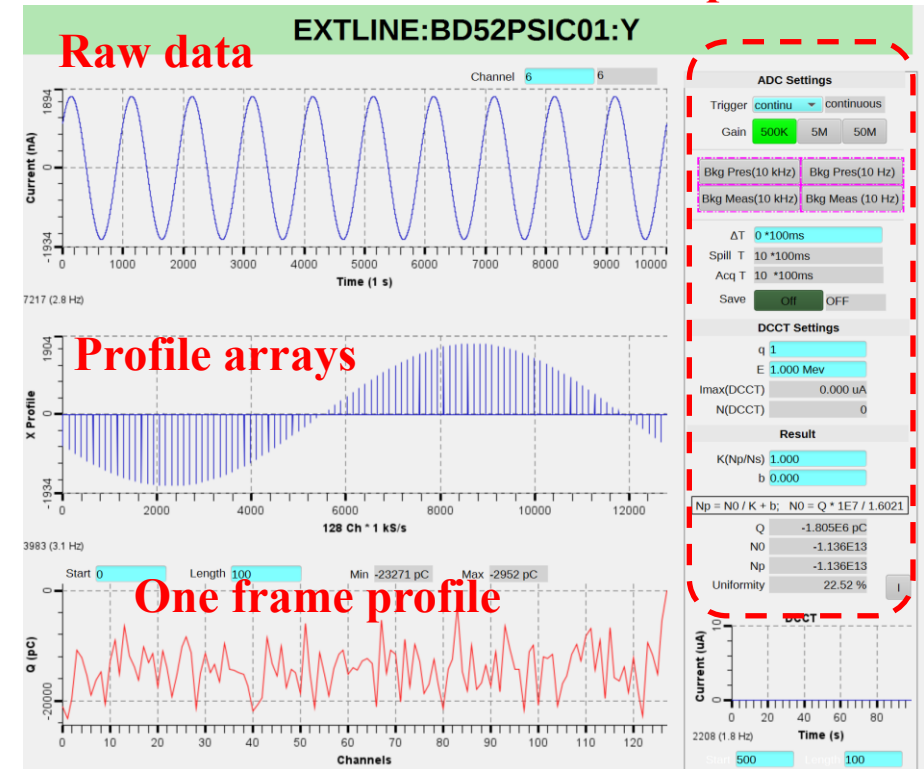 EXTLINE:BD52PSIC01:Y
Raw data
Channel 6 6
1894
0
-1934
Current (nA)
0 1000 2000 3000 4000 5000 6000 7000 8000 9000 10000
Time (1 s)
7217 (2.8 Hz)
Profile arrays
1904
0
-1934
X Profile
0 2000 4000 6000 8000 10000 12000
128 Ch * 1 kS/s
3983 (3.1 Hz)
Start 0 Length 100 Min -23271 pC Max -2952 pC
One frame profile
0
-20000
Q (pC)
0 10 20 30 40 50 60 70 80 90 100 110 120
Channels
ADC Settings
Trigger continu continuous
Gain 500K 5M 50M
Bkg Pres(10 kHz) Bkg Pres(10 Hz)
Bkg Meas(10 kHz) Bkg Meas (10 Hz)
ΔT 0 *100ms
Spill T 10 *100ms
Acq T 10 *100ms
Save Off OFF
DCCT Settings
q 1
E 1.000 Mev
Imax(DCCT) 0.000 uA
N(DCCT) 0
Result
K(Np/Ns) 1.000
b 0.000
Np = N0 / K + b; N0 = Q * 1E7 / 1.6021
Q -1.805E6 pC
N0 -1.136E13
Np -1.136E13
Uniformity 22.52 % I
DCCT
10
0
Current (uA)
0 20 40 60 80
Time (s)
2208 (1.8 Hz)
Start 500 Length 100